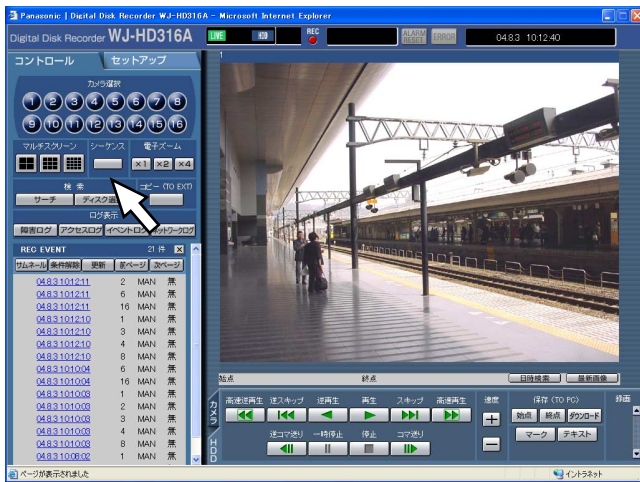 Panasonic | Digital Disk Recorder WJ-HD316A - Microsoft Internet Explorer
Digital Disk Recorder WJ-HD316A
LIVE HDD REC ALARM RESET ERROR 04.8.3 10:12:40
コントロール セットアップ
カメラ選択
1 2 3 4 5 6 7 8
9 10 11 12 13 14 15 16
マルチスクリーン シーケンス 電子ズーム
×1 ×2 ×4
検 索 コピー (TO EXT)
サーチ ディスク選
ログ表示
障害ログ アクセスログ イベントログ ネットワークログ
REC EVENT 21 件
サムネール 条件解除 更新 前ページ 次ページ
04.8.3 10:12:11 2 MAN 無
04.8.3 10:12:11 6 MAN 無
04.8.3 10:12:11 16 MAN 無
04.8.3 10:12:10 1 MAN 無
04.8.3 10:12:10 3 MAN 無
04.8.3 10:12:10 4 MAN 無
04.8.3 10:12:10 8 MAN 無
04.8.3 10:10:04 6 MAN 無
04.8.3 10:10:04 16 MAN 無
04.8.3 10:10:03 1 MAN 無
04.8.3 10:10:03 2 MAN 無
04.8.3 10:10:03 3 MAN 無
04.8.3 10:10:03 4 MAN 無
04.8.3 10:10:03 8 MAN 無
04.8.3 10:08:02 1 MAN 無
1
始点 終点 日時検索 最新画像
カメラ
HDD
高速逆再生 逆スキップ 逆再生 再生 スキップ 高速再生 速度 保存 (TO PC) 録画
始点 終点 ダウンロード
逆コマ送り 一時停止 停止 コマ送り
マーク テキスト
ページが表示されました
インターネット